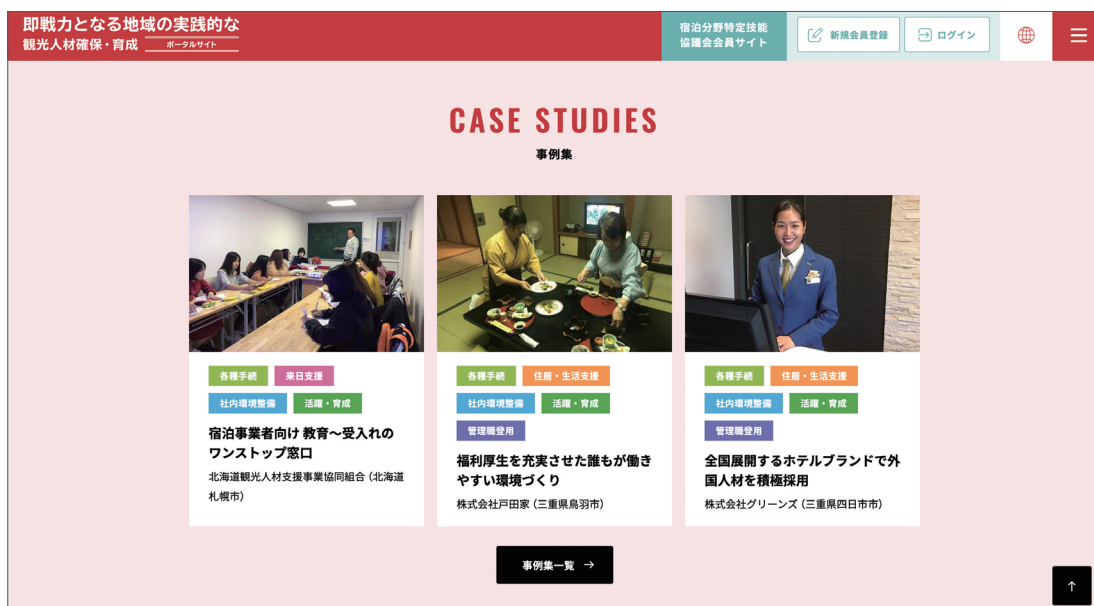 即戦力となる地域の実践的な
観光人材確保・育成 ポータルサイト
宿泊分野特定技能
協議会会員サイト
新規会員登録
ログイン
CASE STUDIES
事例集
各種手続 来日支援
社内環境整備 活躍・育成
宿泊事業者向け 教育～受入れの
ワンストップ窓口
北海道観光人材支援事業協同組合（北海道
札幌市）
各種手続 住居・生活支援
社内環境整備 活躍・育成
管理職登用
福利厚生を充実させた誰もが働き
やすい環境づくり
株式会社戸田家（三重県鳥羽市）
各種手続 住居・生活支援
社内環境整備 活躍・育成
管理職登用
全国展開するホテルブランドで外
国人材を積極採用
株式会社グリーンズ（三重県四日市市）
事例集一覧 →
↑